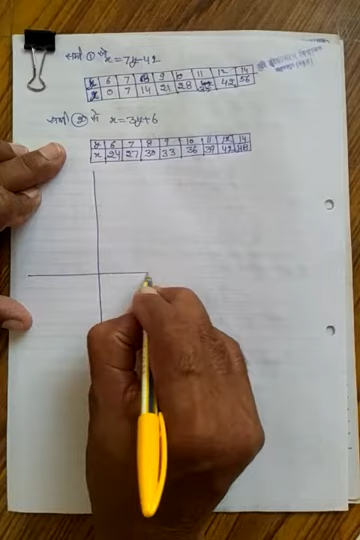 समी ① से x=7y-42
y 6 7 8 9 10 11 12 14
x 0 7 14 21 28 35 42 56
समी ② से x=3y+6
y 6 7 8 9 10 11 12 14
x 24 27 30 33 36 39 42 48